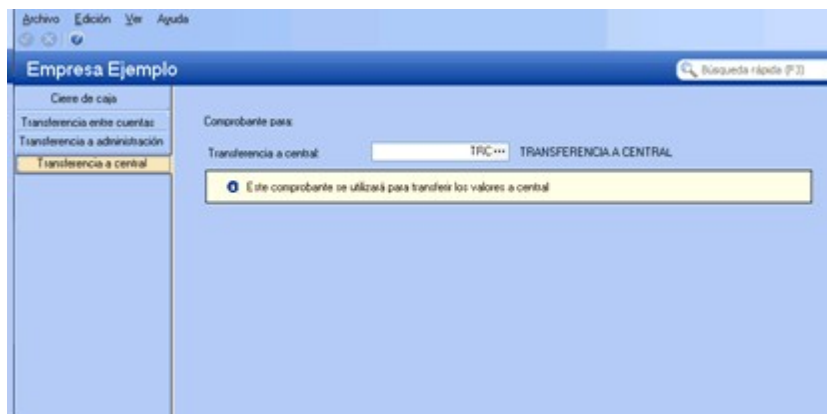 Archivo Edición Ver Ayuda
Empresa Ejemplo
Búsqueda rápida (F3)
Cierre de caja
Transferencia entre cuentas
Transferencia a administración
Transferencia a central
Comprobante para:
Transferencia a central: TRC... TRANSFERENCIA A CENTRAL
Este comprobante se utilizará para transferir los valores a central